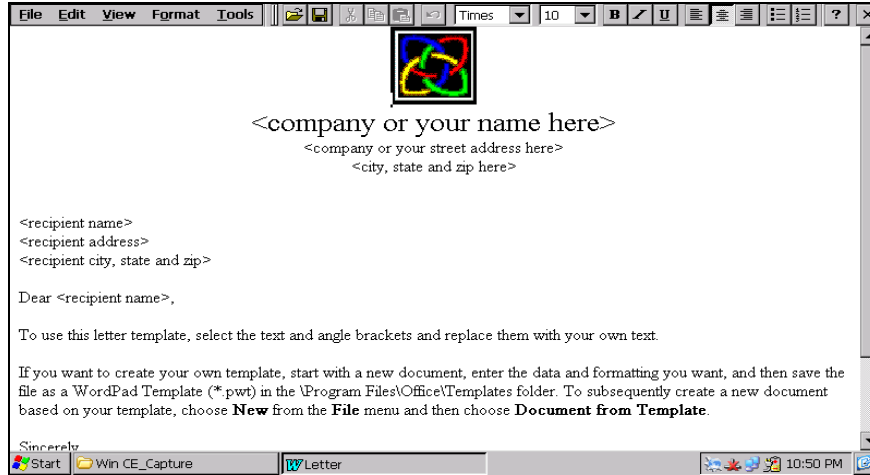 File Edit View Format Tools Times 10 B I U ?
<company or your name here>
<company or your street address here>
<city, state and zip here>
<recipient name>
<recipient address>
<recipient city, state and zip>
Dear <recipient name>,
To use this letter template, select the text and angle brackets and replace them with your own text.
If you want to create your own template, start with a new document, enter the data and formatting you want, and then save the
file as a WordPad Template (*.pwt) in the \Program Files\Office\Templates folder. To subsequently create a new document
based on your template, choose New from the File menu and then choose Document from Template.
Sincerely
Start Win CE_Capture Letter 10:50 PM